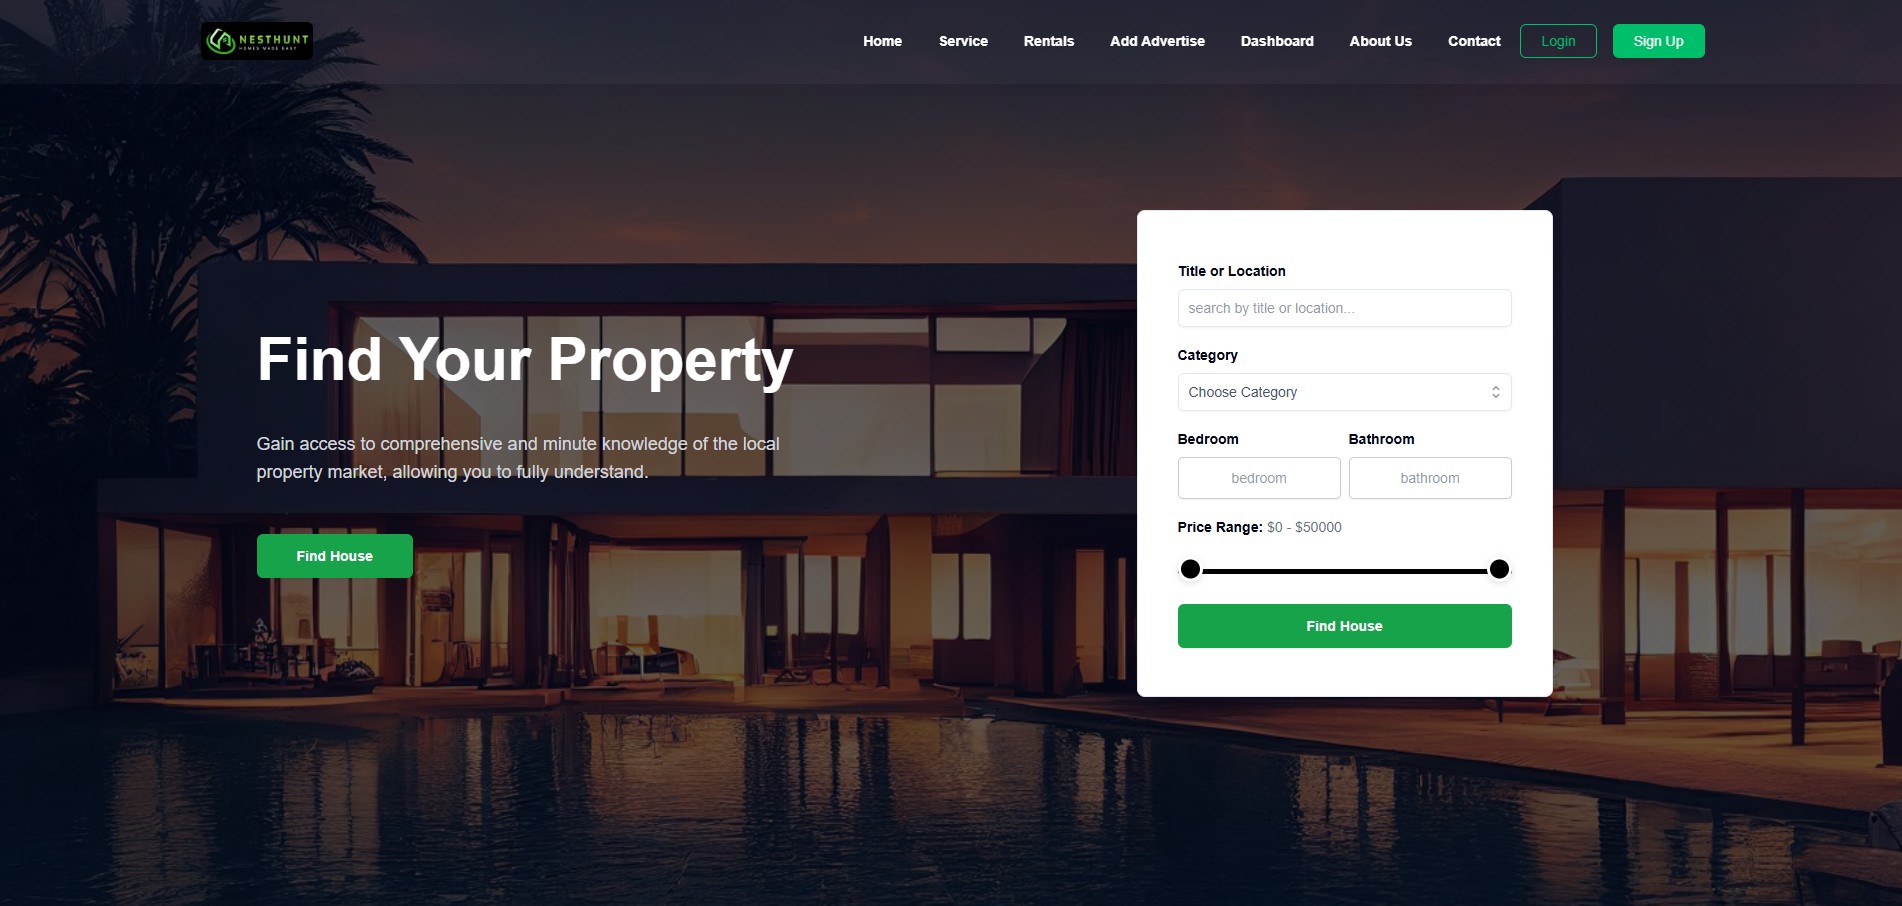 NESTHUNT
HOMES MADE EASY
Home
Service
Rentals
Add Advertise
Dashboard
About Us
Contact
Login
Sign Up
Find Your Property
Gain access to comprehensive and minute knowledge of the local
property market, allowing you to fully understand.
Find House
Title or Location
search by title or location...
Category
Choose Category
Bedroom
Bathroom
bedroom
bathroom
Price Range: $0 - $50000
Find House